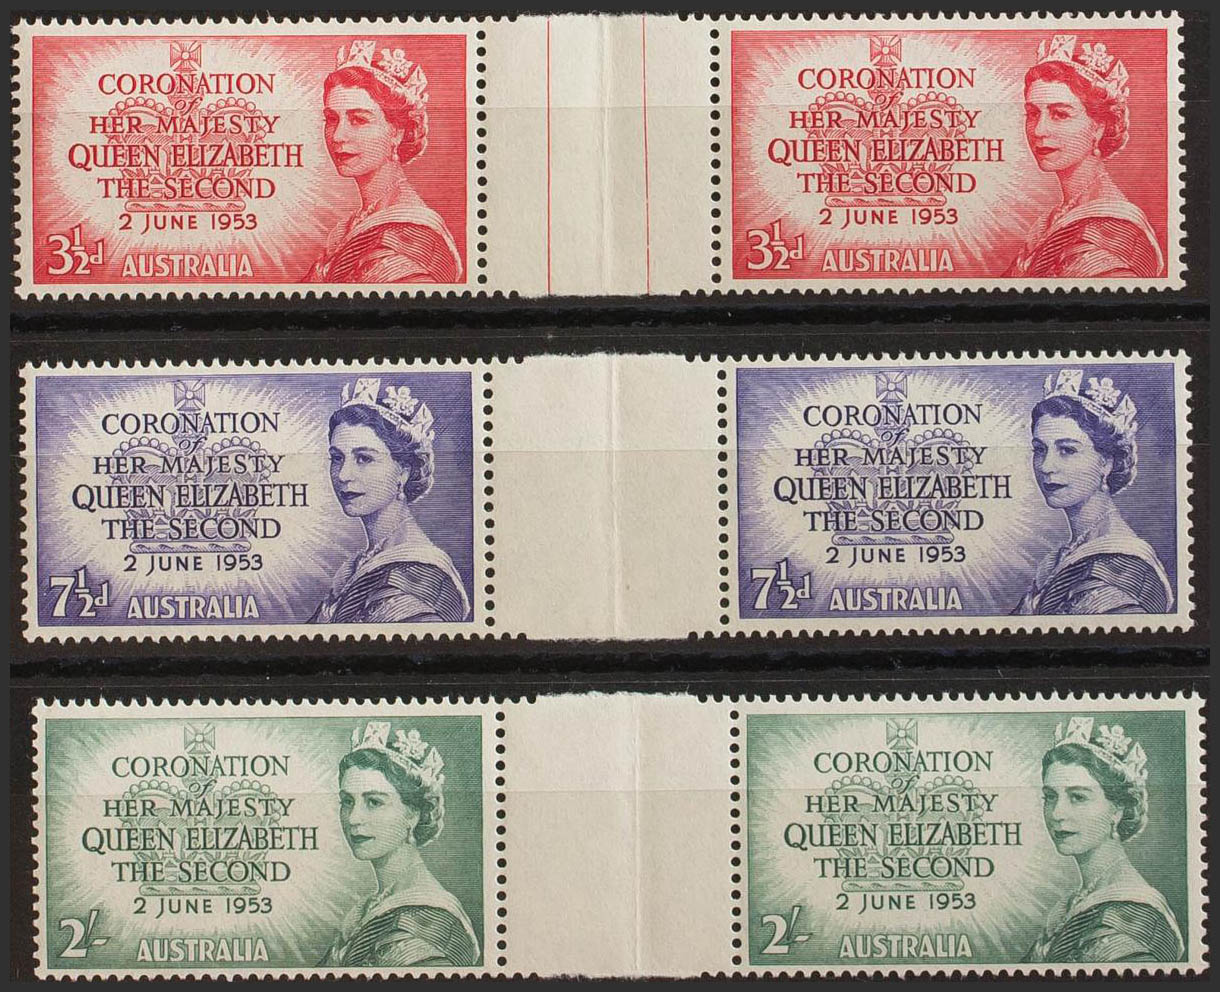 CORONATION
of
HER MAJESTY
QUEEN ELIZABETH
THE SECOND
2 JUNE 1953
3½d AUSTRALIA
CORONATION
of
HER MAJESTY
QUEEN ELIZABETH
THE SECOND
2 JUNE 1953
3½d AUSTRALIA
CORONATION
of
HER MAJESTY
QUEEN ELIZABETH
THE SECOND
2 JUNE 1953
7½d AUSTRALIA
CORONATION
of
HER MAJESTY
QUEEN ELIZABETH
THE SECOND
2 JUNE 1953
7½d AUSTRALIA
CORONATION
of
HER MAJESTY
QUEEN ELIZABETH
THE SECOND
2 JUNE 1953
2/- AUSTRALIA
CORONATION
of
HER MAJESTY
QUEEN ELIZABETH
THE SECOND
2 JUNE 1953
2/- AUSTRALIA